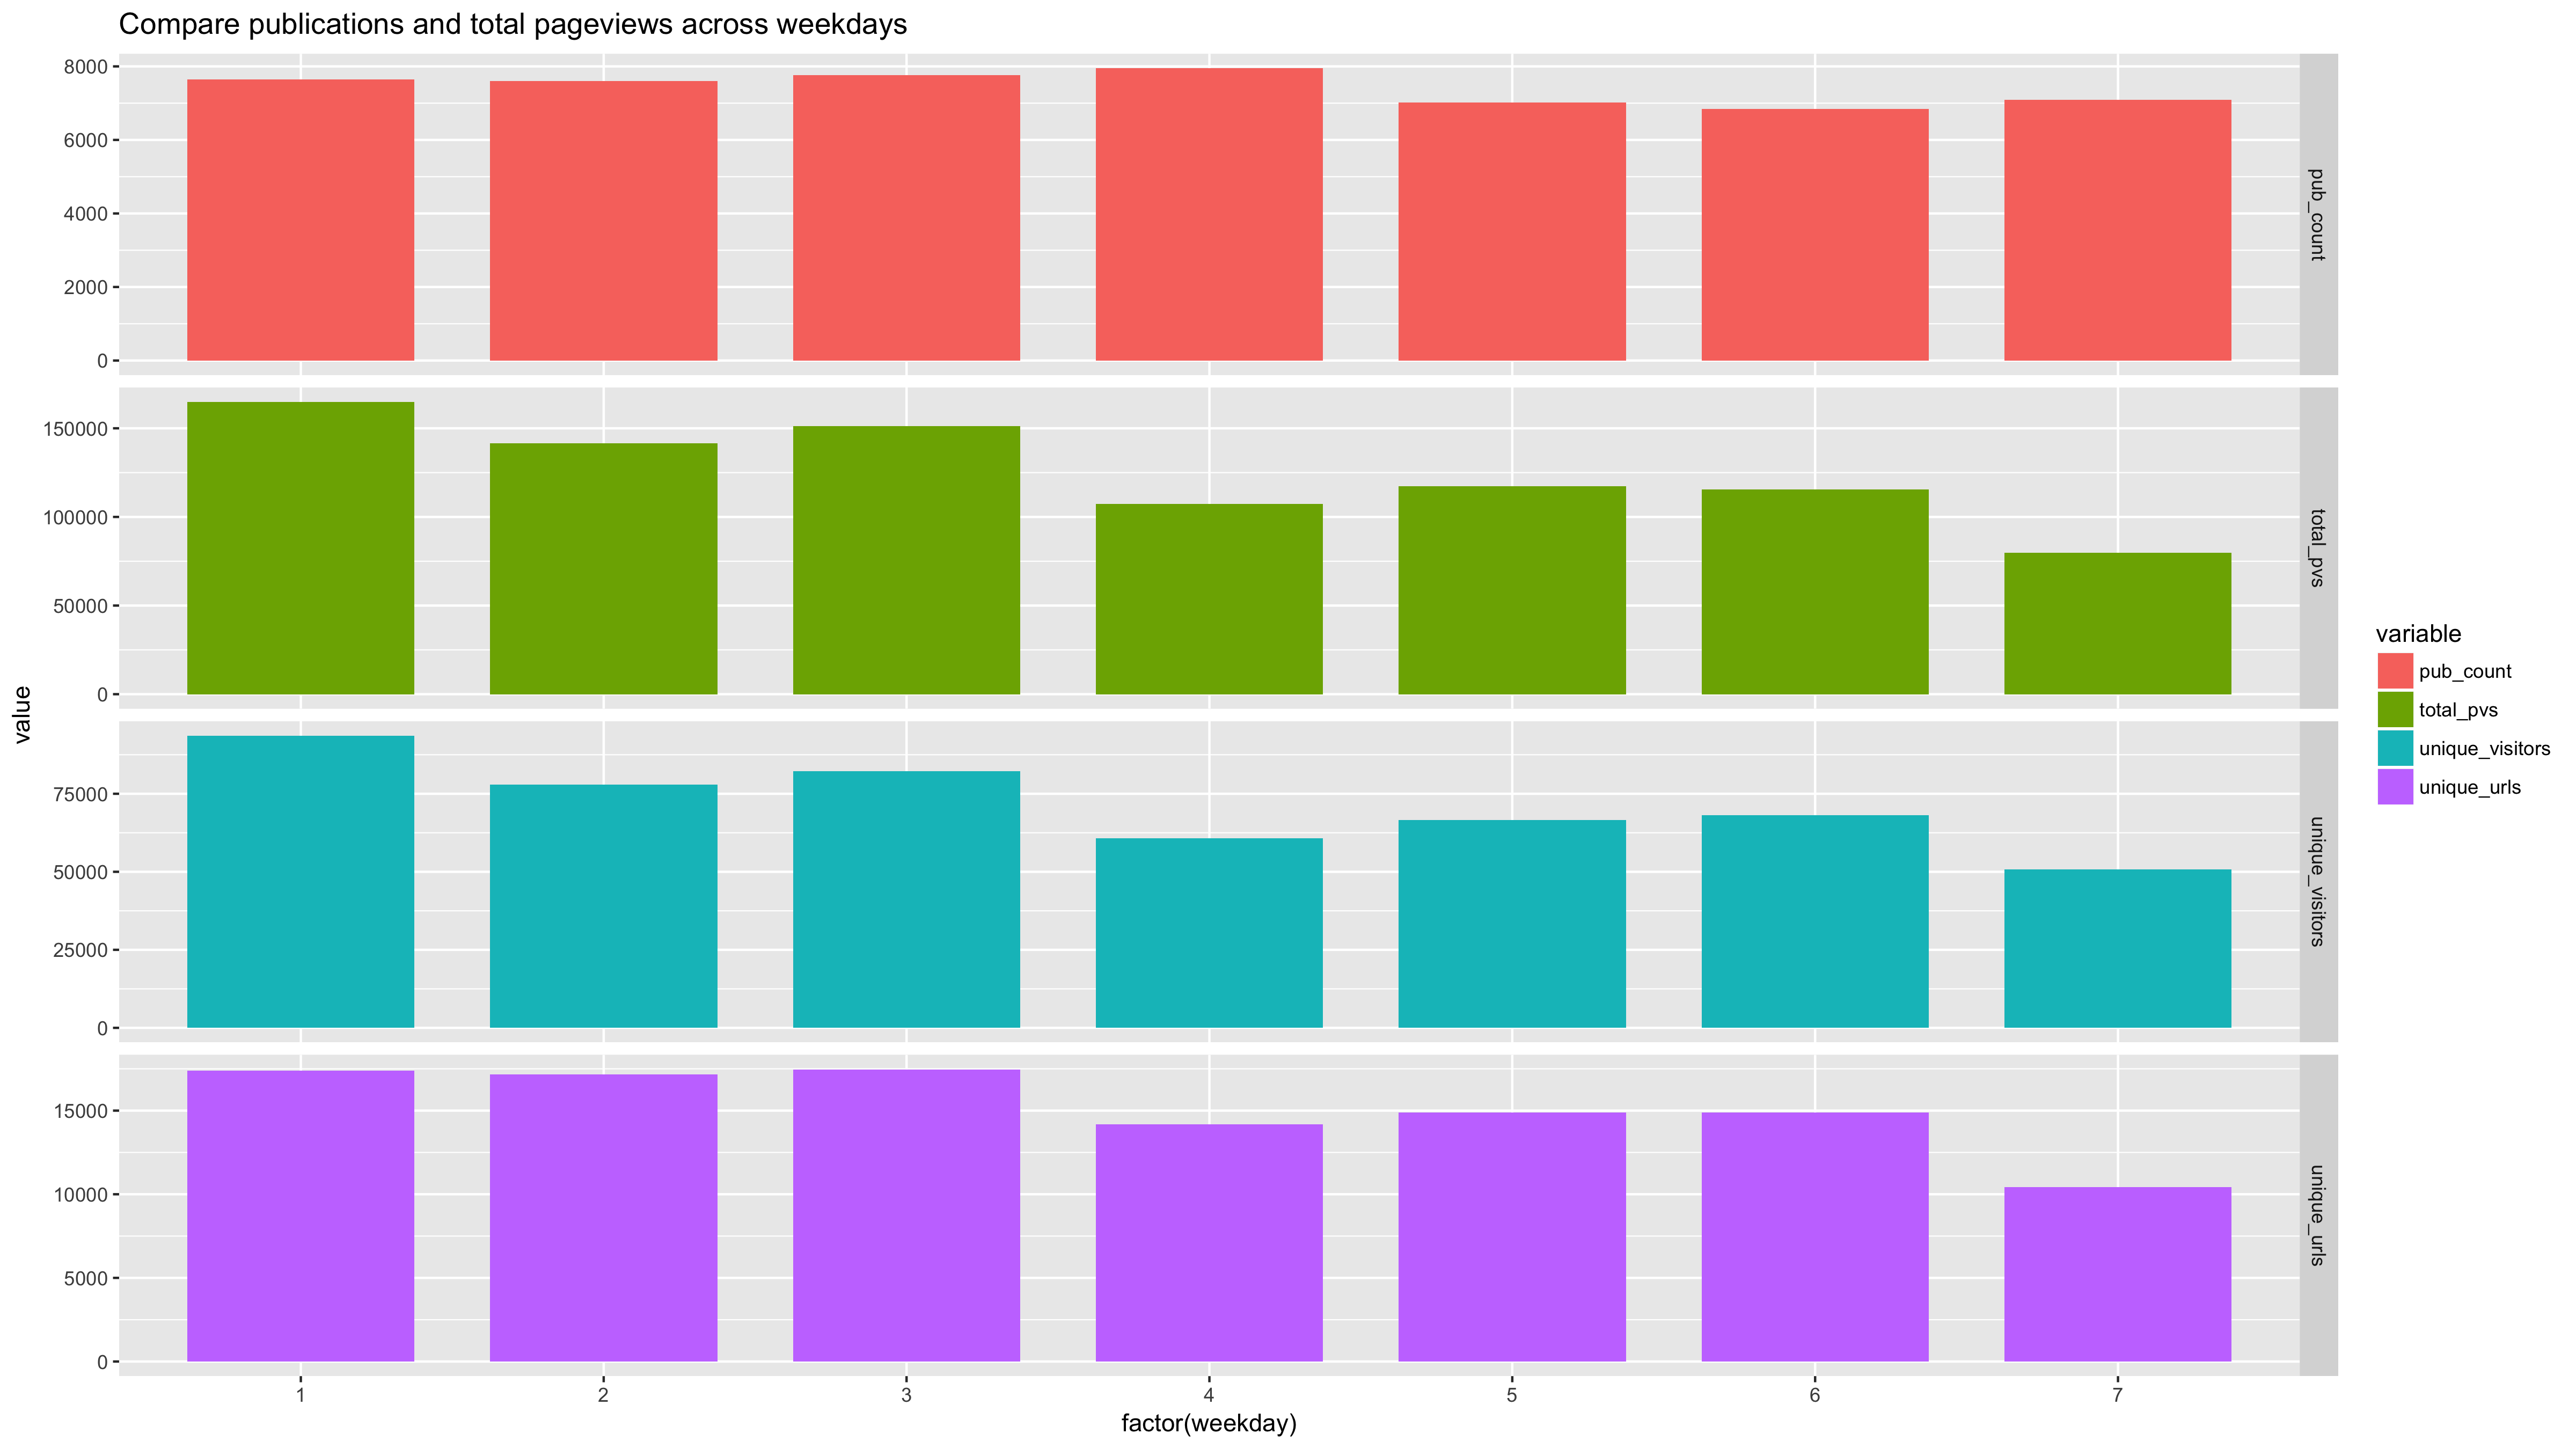 Compare publications and total pageviews across weekdays
8000
6000
4000
2000
0
pub_count
150000
100000
50000
0
total_pvs
75000
50000
25000
0
unique_visitors
15000
10000
5000
0
unique_urls
value
1 2 3 4 5 6 7
factor(weekday)
variable
pub_count
total_pvs
unique_visitors
unique_urls